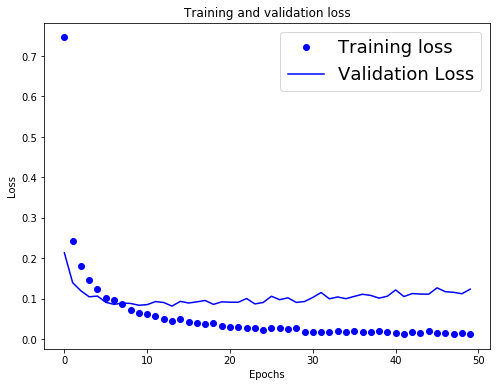 Training and validation loss
Training loss
Validation Loss
Loss
0.7
0.6
0.5
0.4
0.3
0.2
0.1
0.0
0 10 20 30 40 50
Epochs